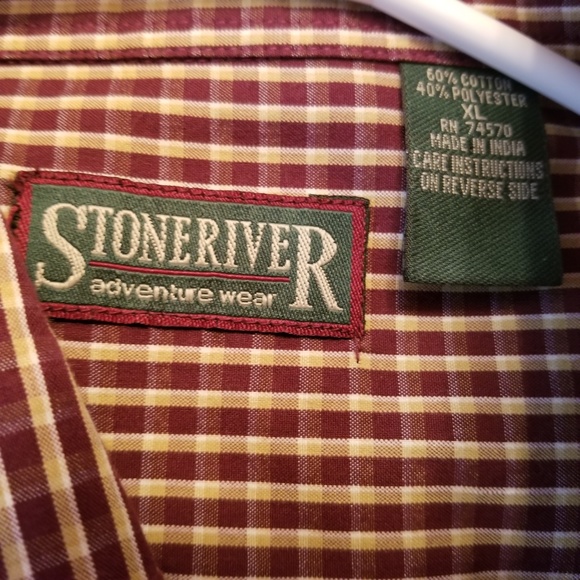 STONERIVER
adventure wear
60% COTTON
40% POLYESTER
XL
RN 74570
MADE IN INDIA
CARE INSTRUCTIONS
ON REVERSE SIDE